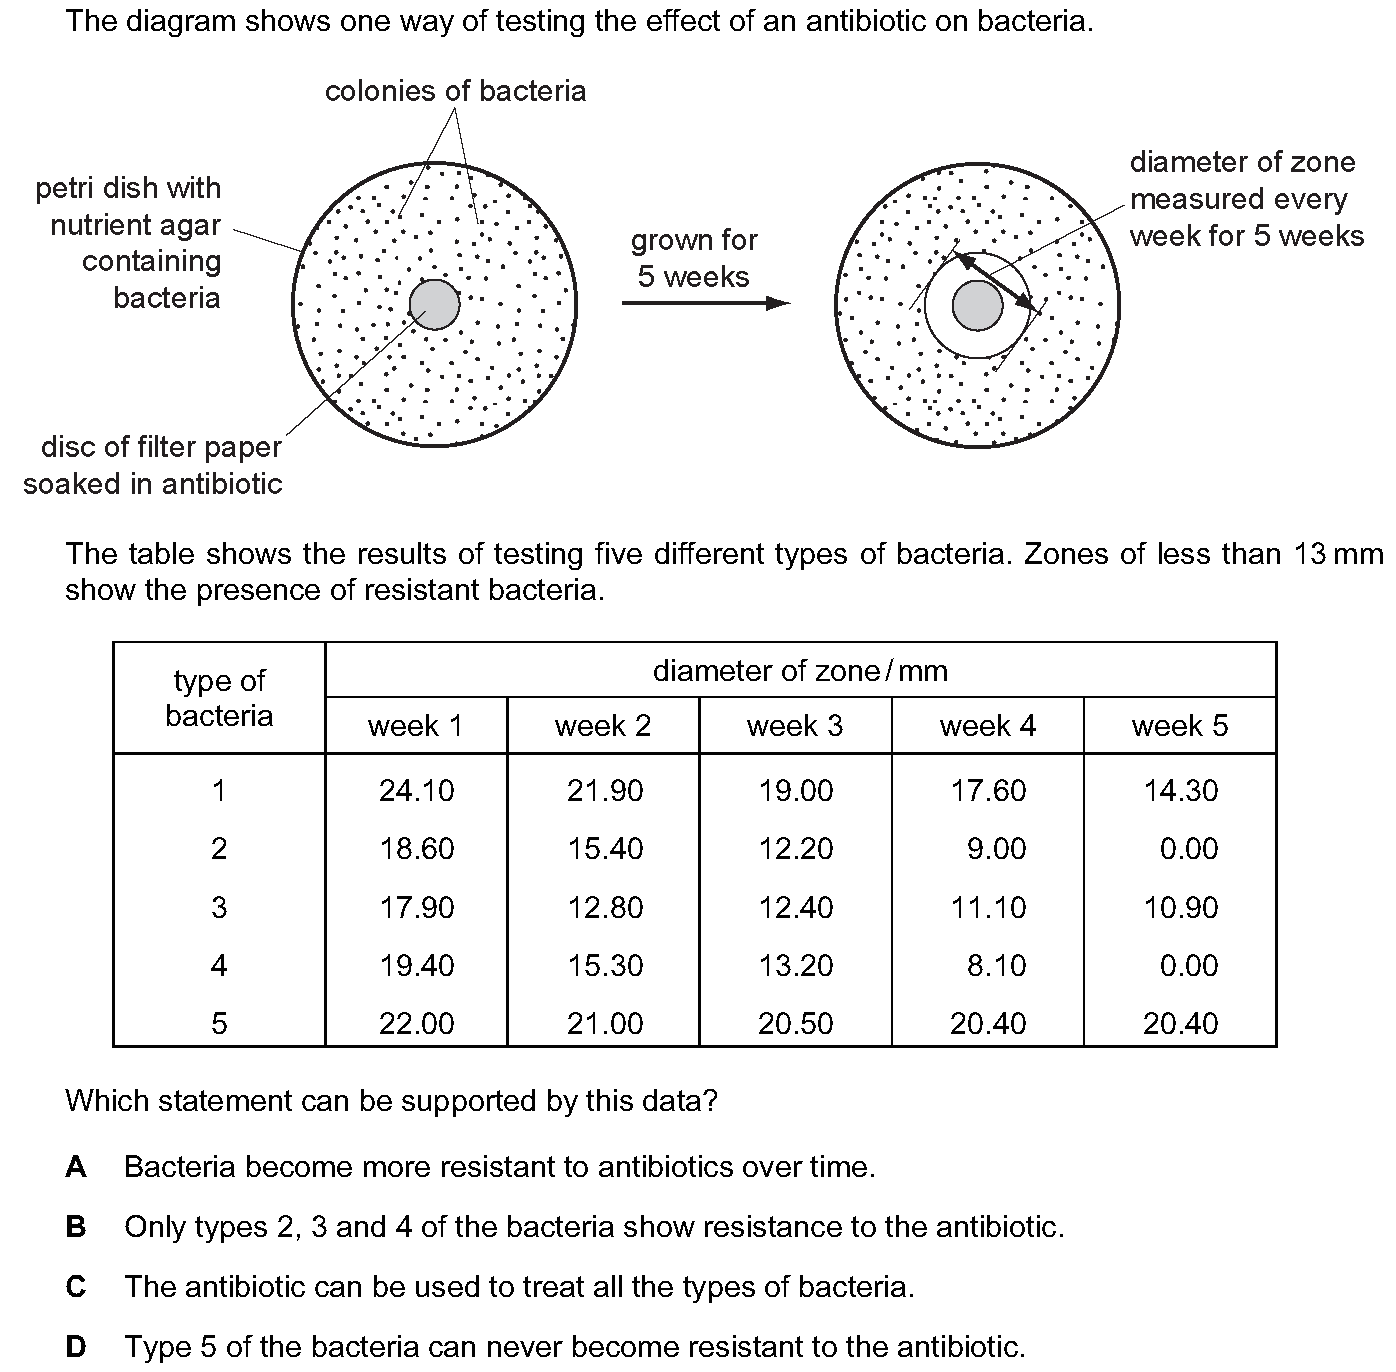 The diagram shows one way of testing the effect of an antibiotic on bacteria.
colonies of bacteria
petri dish with
nutrient agar
containing
bacteria
grown for
5 weeks
diameter of zone
measured every
week for 5 weeks
disc of filter paper
soaked in antibiotic
The table shows the results of testing five different types of bacteria. Zones of less than 13 mm
show the presence of resistant bacteria.
type of
bacteria
diameter of zone / mm
week 1 week 2 week 3 week 4 week 5
1 24.10 21.90 19.00 17.60 14.30
2 18.60 15.40 12.20 9.00 0.00
3 17.90 12.80 12.40 11.10 10.90
4 19.40 15.30 13.20 8.10 0.00
5 22.00 21.00 20.50 20.40 20.40
Which statement can be supported by this data?
A Bacteria become more resistant to antibiotics over time.
B Only types 2, 3 and 4 of the bacteria show resistance to the antibiotic.
C The antibiotic can be used to treat all the types of bacteria.
D Type 5 of the bacteria can never become resistant to the antibiotic.